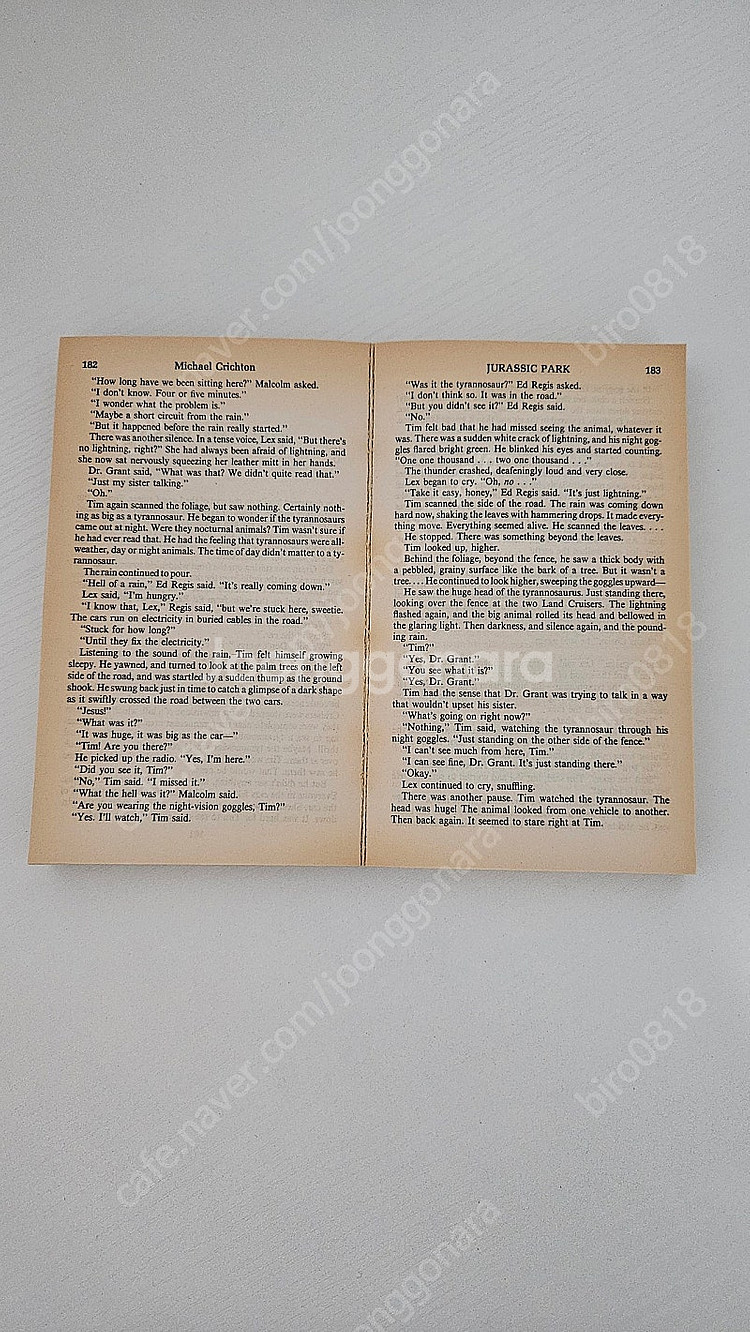 182 Michael Crichton
"How long have we been sitting here?" Malcolm asked.
"I don't know. Four or five minutes."
"I wonder what the problem is."
"Maybe a short circuit from the rain."
"But it happened before the rain really started."
There was another silence. In a tense voice, Lex said, "But there's
no lightning, right?" She had always been afraid of lightning, and
she now sat nervously squeezing her leather mitt in her hands.
Dr. Grant said, "What was that? We didn't quite read that."
"Just my sister talking."
"Oh."
Tim again scanned the foliage, but saw nothing. Certainly noth-
ing as big as a tyrannosaur. He began to wonder if the tyrannosaurs
came out at night. Were they nocturnal animals? Tim wasn't sure if
he had ever read that. He had the feeling that tyrannosaurs were all-
weather, day or night animals. The time of day didn't matter to a ty-
rannosaur.
The rain continued to pour.
"Hell of a rain," Ed Regis said. "It's really coming down."
Lex said, "I'm hungry."
"I know that, Lex," Regis said, "but we're stuck here, sweetie.
The cars run on electricity in buried cables in the road."
"Stuck for how long?"
"Until they fix the electricity."
Listening to the sound of the rain, Tim felt himself growing
sleepy. He yawned, and turned to look at the palm trees on the left
side of the road, and was startled by a sudden thump as the ground
shook. He swung back just in time to catch a glimpse of a dark shape
as it swiftly crossed the road between the two cars.
"Jesus!"
"What was it?"
"It was huge, it was big as the car—"
"Tim! Are you there?"
He picked up the radio. "Yes, I'm here."
"Did you see it, Tim?"
"No," Tim said. "I missed it."
"What the hell was it?" Malcolm said.
"Are you wearing the night-vision goggles, Tim?"
"Yes. I'll watch," Tim said.
JURASSIC PARK 183
"Was it the tyrannosaur?" Ed Regis asked.
"I don't think so. It was in the road."
"But you didn't see it?" Ed Regis said.
"No."
Tim felt bad that he had missed seeing the animal, whatever it
was. There was a sudden white crack of lightning, and his night gog-
gles flared bright green. He blinked his eyes and started counting.
"One one thousand . . . two one thousand . . ."
The thunder crashed, deafeningly loud and very close.
Lex began to cry. "Oh, no . . ."
"Take it easy, honey," Ed Regis said. "It's just lightning."
Tim scanned the side of the road. The rain was coming down
hard now, shaking the leaves with hammering drops. It made every-
thing move. Everything seemed alive. He scanned the leaves. . . .
He stopped. There was something beyond the leaves.
Tim looked up, higher.
Behind the foliage, beyond the fence, he saw a thick body with
a pebbled, grainy surface like the bark of a tree. But it wasn't a
tree. . . . He continued to look higher, sweeping the goggles upward—
He saw the huge head of the tyrannosaurus. Just standing there,
looking over the fence at the two Land Cruisers. The lightning
flashed again, and the big animal rolled its head and bellowed in
the glaring light. Then darkness, and silence again, and the pound-
ing rain.
"Tim?"
"Yes, Dr. Grant."
"You see what it is?"
"Yes, Dr. Grant."
Tim had the sense that Dr. Grant was trying to talk in a way
that wouldn't upset his sister.
"What's going on right now?"
"Nothing," Tim said, watching the tyrannosaur through his
night goggles. "Just standing on the other side of the fence."
"I can't see much from here, Tim."
"I can see fine, Dr. Grant. It's just standing there."
"Okay."
Lex continued to cry, snuffling.
There was another pause. Tim watched the tyrannosaur. The
head was huge! The animal looked from one vehicle to another.
Then back again. It seemed to stare right at Tim.
cafe.naver.com/joonggonara
biro0818
joonggonara
cafe.naver.com/joonggonara
biro0818
biro0818
joonggonara